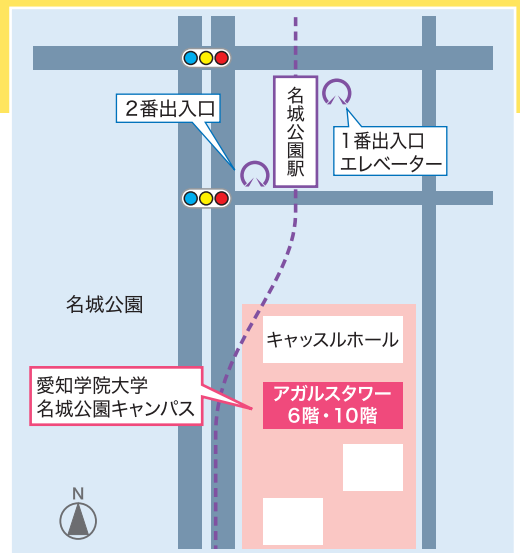 2番出入口
名城公園駅
1番出入口
エレベーター
名城公園
キャッスルホール
愛知学院大学
名城公園キャンパス
アガルスタワー
6階・10階
N